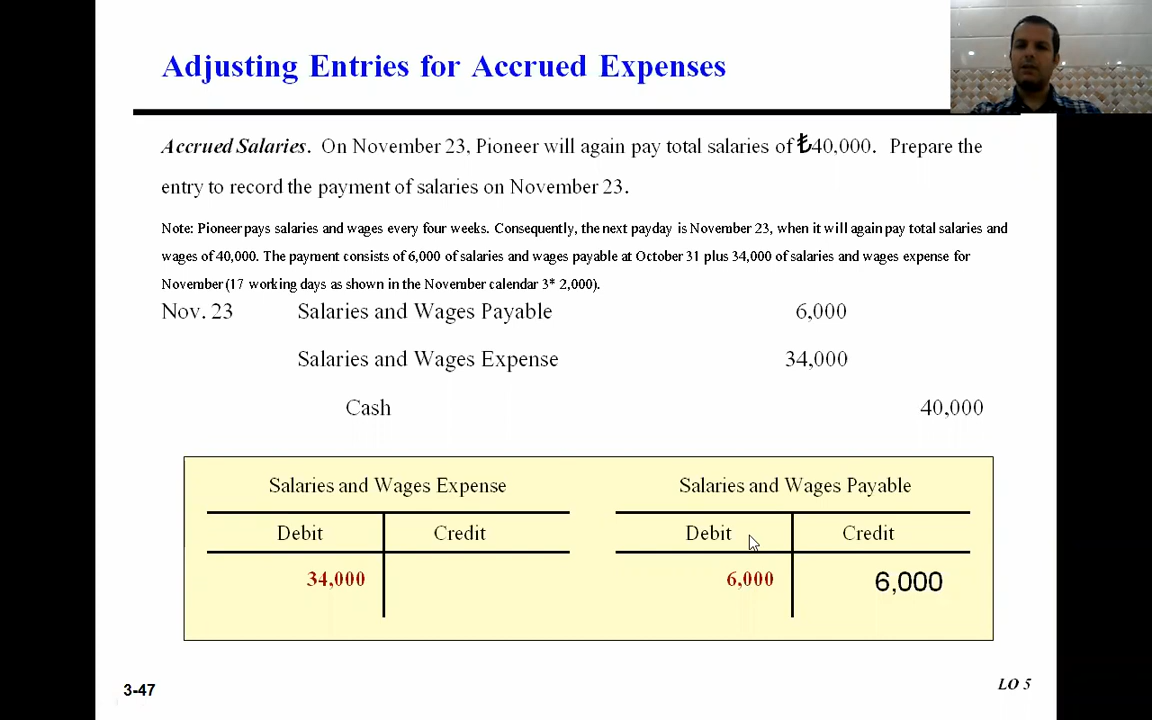 Adjusting Entries for Accrued Expenses
Accrued Salaries. On November 23, Pioneer will again pay total salaries of ₺40,000. Prepare the
entry to record the payment of salaries on November 23.
Note: Pioneer pays salaries and wages every four weeks. Consequently, the next payday is November 23, when it will again pay total salaries and
wages of 40,000. The payment consists of 6,000 of salaries and wages payable at October 31 plus 34,000 of salaries and wages expense for
November (17 working days as shown in the November calendar 3* 2,000).
Nov. 23 Salaries and Wages Payable 6,000
Salaries and Wages Expense 34,000
Cash 40,000
Salaries and Wages Expense Salaries and Wages Payable
Debit Credit Debit Credit
34,000 6,000 6,000
3-47 LO 5